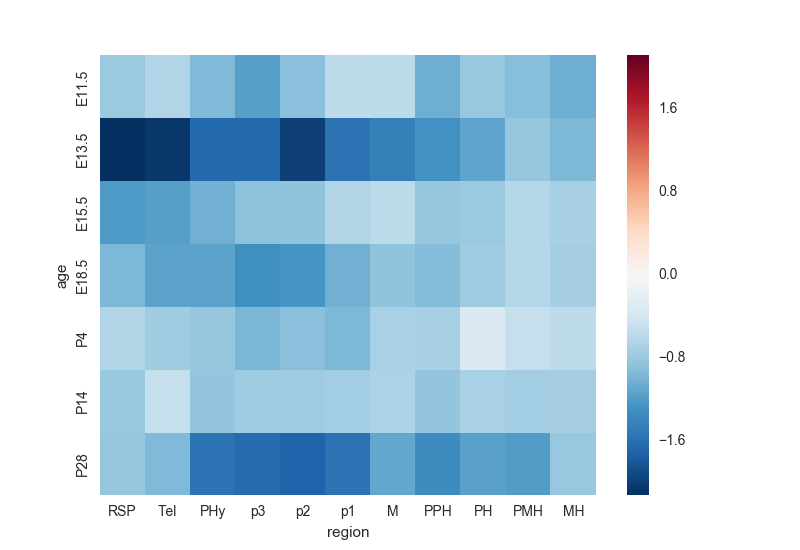 E11.5
E13.5
E15.5
E18.5
P4
P14
P28
age
RSP Tel PHy p3 p2 p1 M PPH PH PMH MH
region
1.6
0.8
0.0
−0.8
−1.6